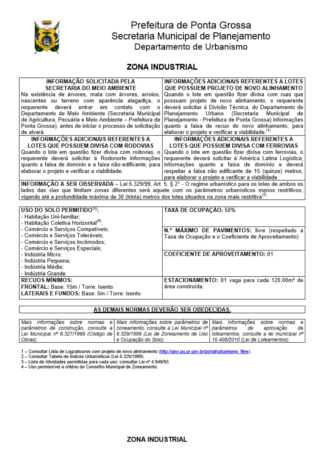 Prefeitura de Ponta Grossa
Secretaria Municipal de Planejamento
Departamento de Urbanismo
ZONA INDUSTRIAL
INFORMAÇÃO SOLICITADA PELA
SECRETARIA DO MEIO AMBIENTE
Na existência de árvores, mata com árvores, arroios,
nascentes ou terreno com aparência alagadiça, o
requerente deverá entrar em contato com o
Departamento de Meio Ambiente (Secretaria Municipal
de Agricultura, Pecuária e Meio Ambiente – Prefeitura de
Ponta Grossa), antes de iniciar o processo de solicitação
de alvará.
INFORMAÇÕES ADICIONAIS REFERENTES A LOTES
QUE POSSUEM PROJETO DE NOVO ALINHAMENTO
Quando o lote em questão fizer divisa com ruas que
possuam projeto de novo alinhamento, o requerente
deverá solicitar à Divisão Técnica, do Departamento de
Planejamento Urbano (Secretaria Municipal de
Planejamento - Prefeitura de Ponta Grossa) informações
quanto a faixa de recuo de novo alinhamento, para
elaborar o projeto e verificar a viabilidade.
INFORMAÇÕES ADICIONAIS REFERENTES A
LOTES QUE POSSUEM DIVISA COM RODOVIAS
Quando o lote em questão fizer divisa com rodovias, o
requerente deverá solicitar à Rodonorte informações
quanto a faixa de domínio e a faixa não-edificável, para
elaborar o projeto e verificar a viabilidade.
INFORMAÇÕES ADICIONAIS REFERENTES A
LOTES QUE POSSUEM DIVISA COM FERROVIAS
Quando o lote em questão fizer divisa com ferrovias, o
requerente deverá solicitar à América Latina Logística,
informações quanto a faixa de domínio e deverá
respeitar a faixa não edificável de 15 (quinze) metros,
para elaborar o projeto e verificar a viabilidade.
INFORMAÇÃO A SER OBSERVADA – Lei 6.329/99, Art. 5, § 2° - O regime urbanístico para os lotes de ambos os
lados das vias que limitam zonas diferentes será aquele com os parâmetros urbanísticos menos restritivos,
vingando até a profundidade máxima de 30 (trinta) metros dos lotes situados na zona mais restritiva
USO DO SOLO PERMITIDO
- Habitação Uni-familiar;
- Habitação Coletiva Horizontal
- Comércio e Serviços Compatíveis;
- Comércio e Serviços Toleráveis;
- Comércio e Serviços Incômodos;
- Comércio e Serviços Especiais;
- Indústria Micro;
- Indústria Pequena;
- Indústria Média;
- Indústria Grande.
TAXA DE OCUPAÇÃO: 50%
N.º MÁXIMO DE PAVIMENTOS: livre (respeitado a
Taxa de Ocupação e o Coeficiente de Aproveitamento)
COEFICIENTE DE APROVEITAMENTO: 01
RECUOS MÍNIMOS:
FRONTAL: Base: 15m / Torre: Isento
LATERAIS E FUNDOS: Base: 5m / Torre: Isento
ESTACIONAMENTO: 01 vaga para cada 120,00m² de
área construída.
AS DEMAIS NORMAS DEVERÃO SER OBEDECIDAS.
Mais informações sobre normas e
parâmetros de construção, consulte a
Lei Municipal nº 6.327/1999 (Código de
Obras).
Mais informações sobre parâmetros de
zoneamento, consulte a Lei Municipal nº
6.329/1999 (Lei de Zoneamento de Uso
e Ocupação do Solo).
Mais informações sobre normas e
parâmetros de aprovação de
loteamentos, consulte a lei municipal nº
10.408/2010 (Lei de Loteamentos).
1 – Consultar Lista de Logradouros com projeto de novo alinhamento
2 – Consultar Tabela de Índices Urbanísticos (Lei 6.329/1999).
3 – Lista de Atividades permitidas para cada uso, consultar Lei nº 4.949/93
4 – Uso permissível a critério do Conselho Municipal de Zoneamento.
ZONA INDUSTRIAL